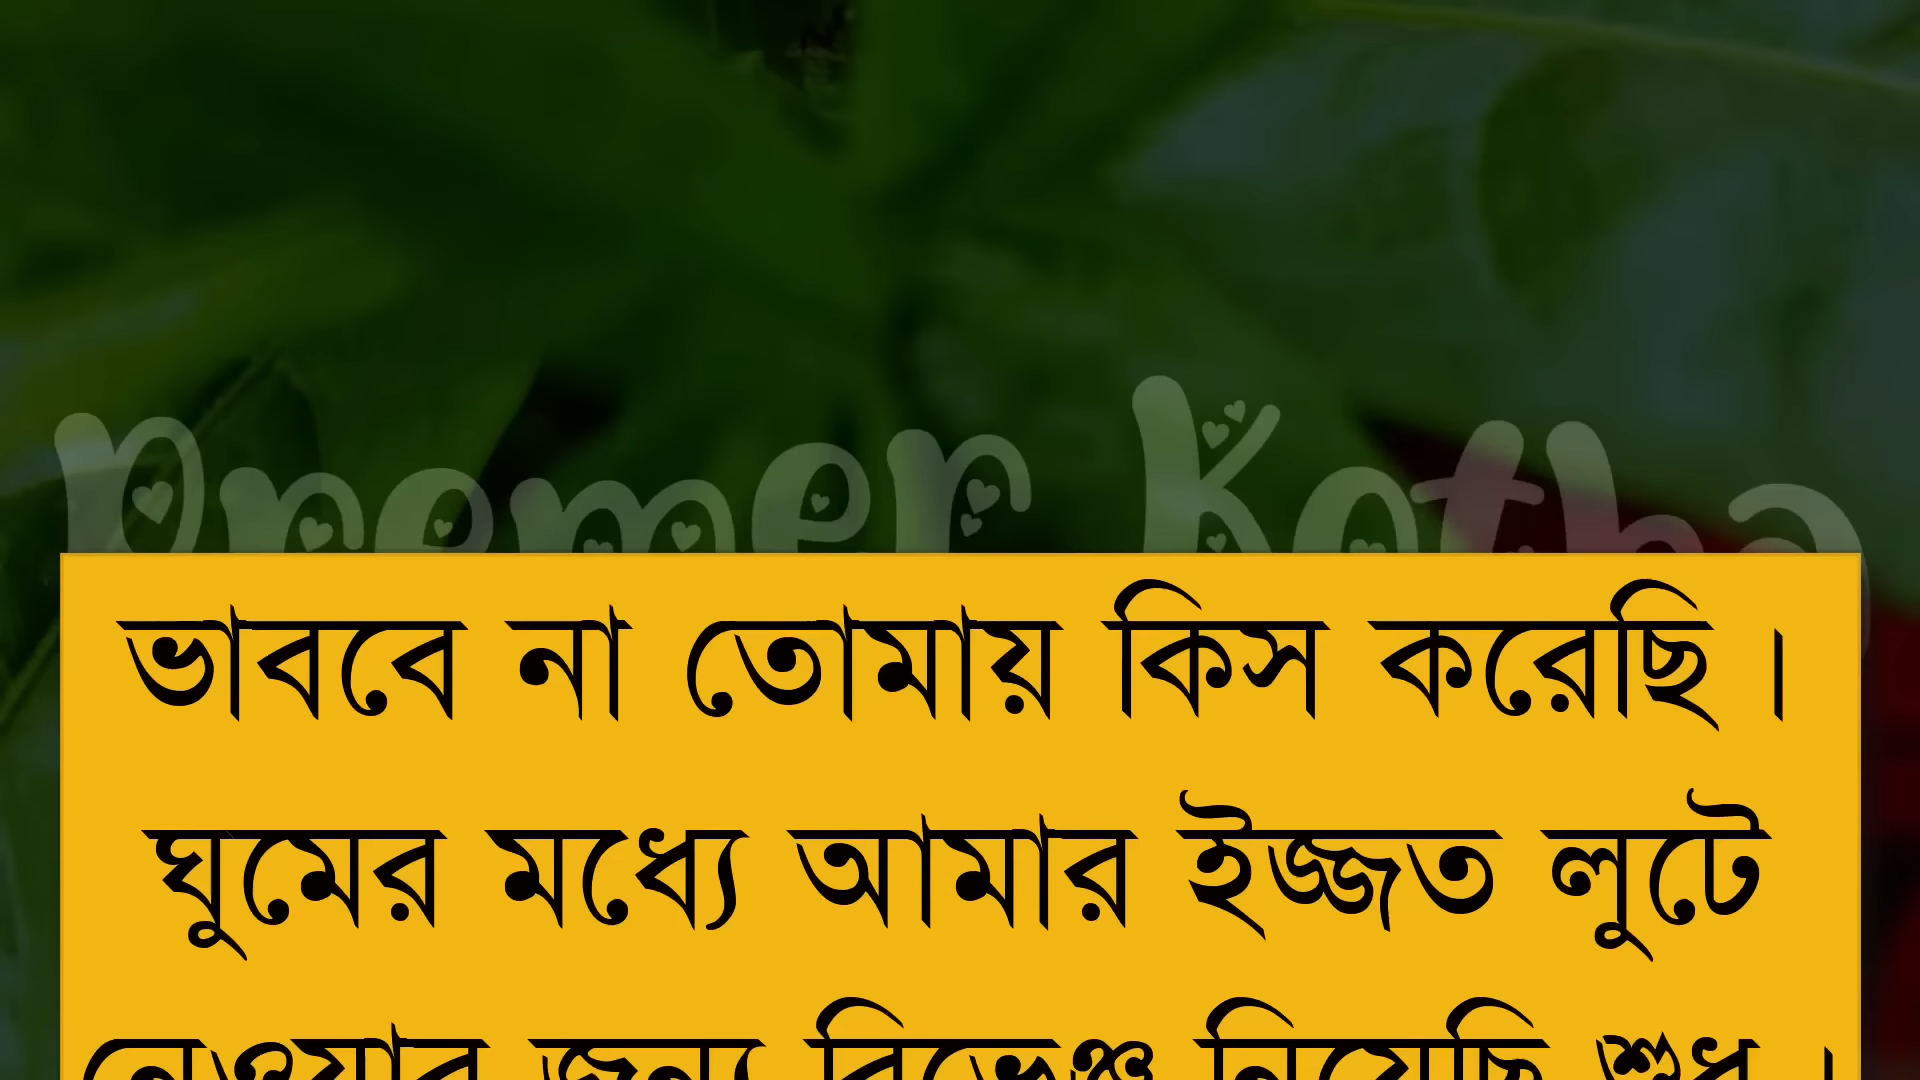 Premer Kotha
ভাববে না তোমায় কিস করেছি।
ঘুমের মধ্যে আমার ইজ্জত লুটে
নেওয়ার জন্য রিভেঞ্জ নিয়েছি শুধু।